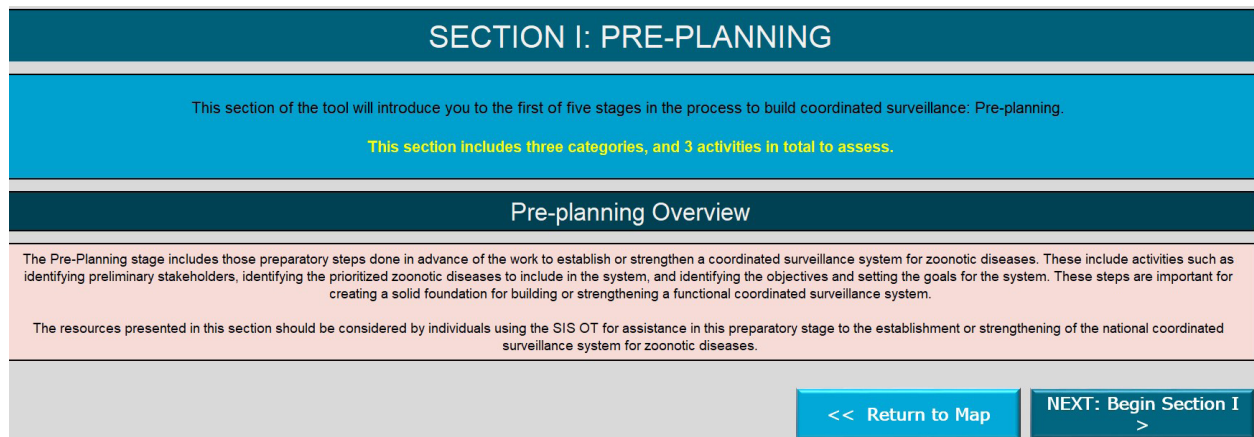 SECTION I: PRE-PLANNING
This section of the tool will introduce you to the first of five stages in the process to build coordinated surveillance: Pre-planning.
This section includes three categories, and 3 activities in total to assess.
Pre-planning Overview
The Pre-Planning stage includes those preparatory steps done in advance of the work to establish or strengthen a coordinated surveillance system for zoonotic diseases. These include activities such as
identifying preliminary stakeholders, identifying the prioritized zoonotic diseases to include in the system, and identifying the objectives and setting the goals for the system. These steps are important for
creating a solid foundation for building or strengthening a functional coordinated surveillance system.
The resources presented in this section should be considered by individuals using the SIS OT for assistance in this preparatory stage to the establishment or strengthening of the national coordinated
surveillance system for zoonotic diseases.
<< Return to Map
NEXT: Begin Section I
>